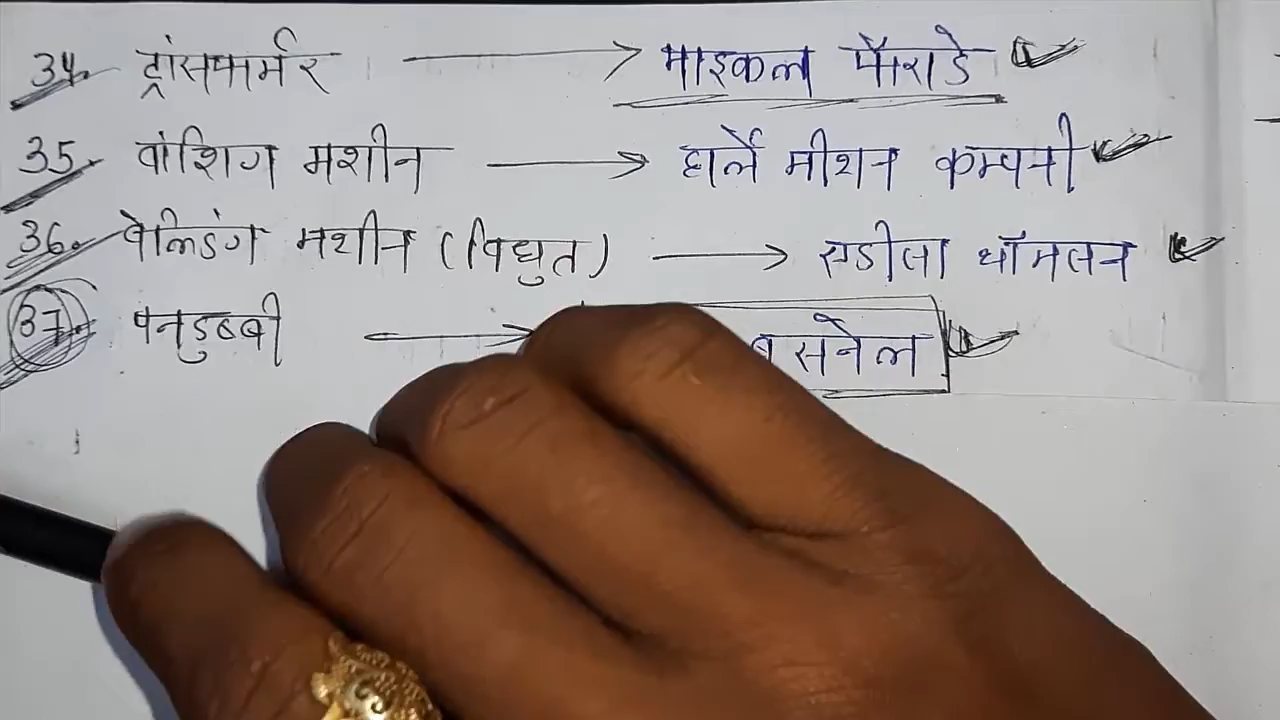 34. ट्रांसफार्मर → माइकल फॅराडे
35. वांशिग मशीन → हार्ले मीशन कम्पनी
36. वेल्डिंग मशीन (विधुत) → एडीसा थॉमसन
37. पनडुब्बी → बुसनेल